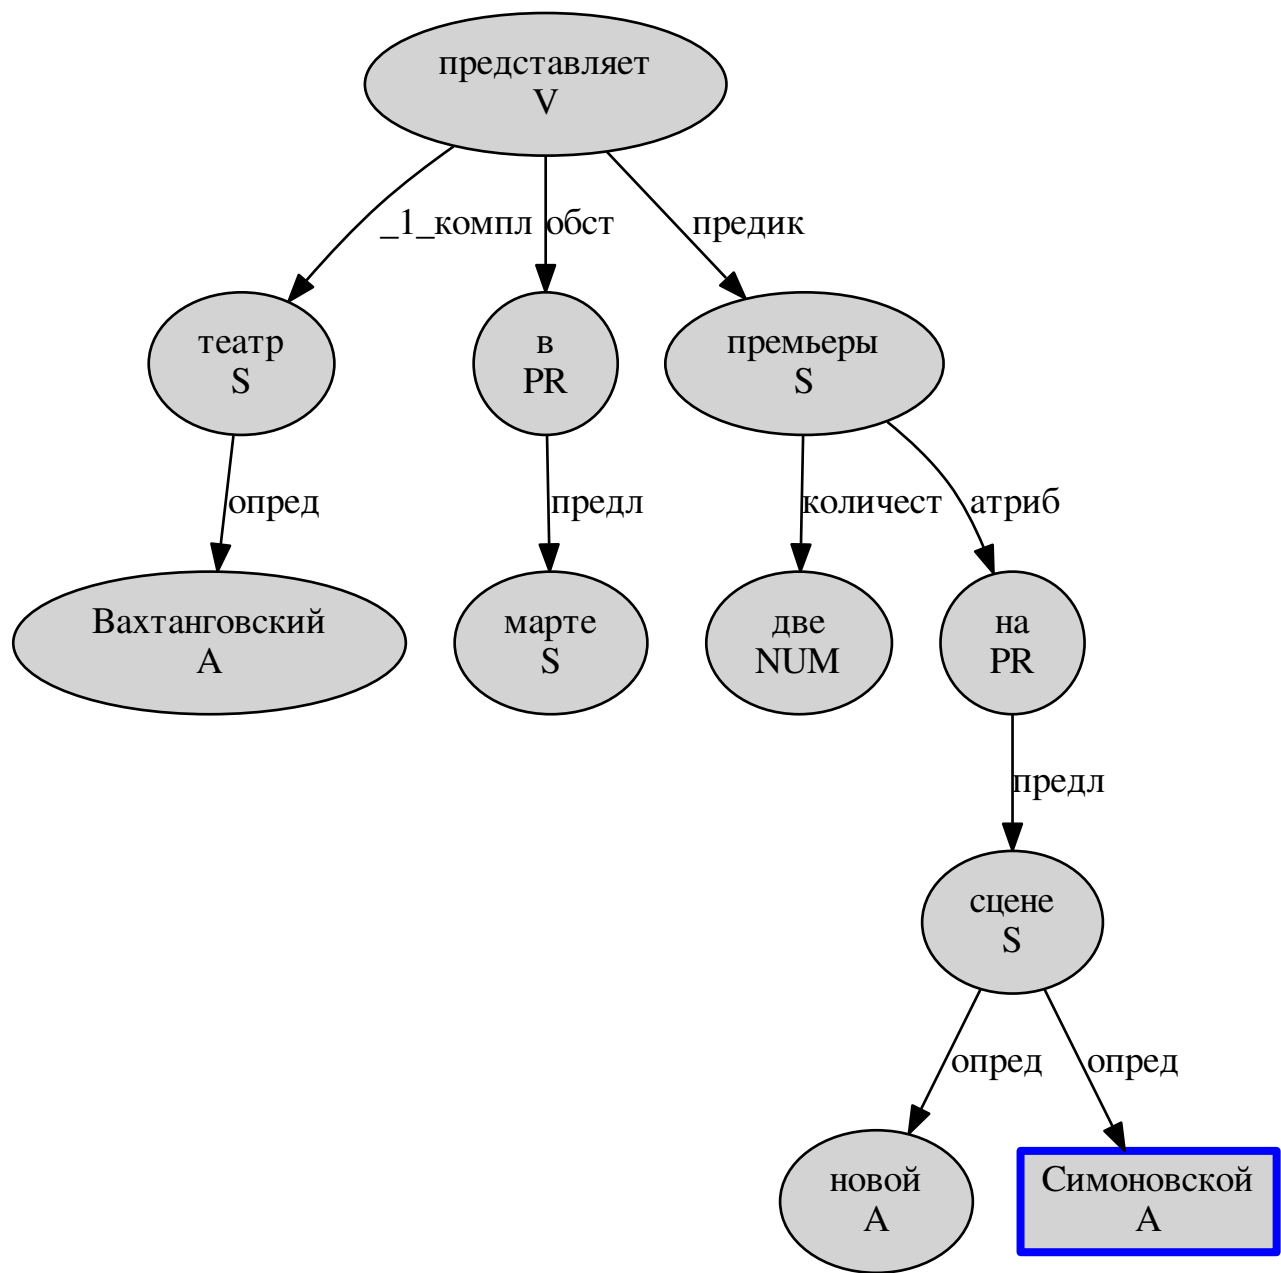 представляет
V
_1_компл
обст
предик
театр
S
в
PR
премьеры
S
опред
предл
количест
атриб
Вахтанговский
A
марте
S
две
NUM
на
PR
предл
сцене
S
опред
опред
новой
A
Симоновской
A